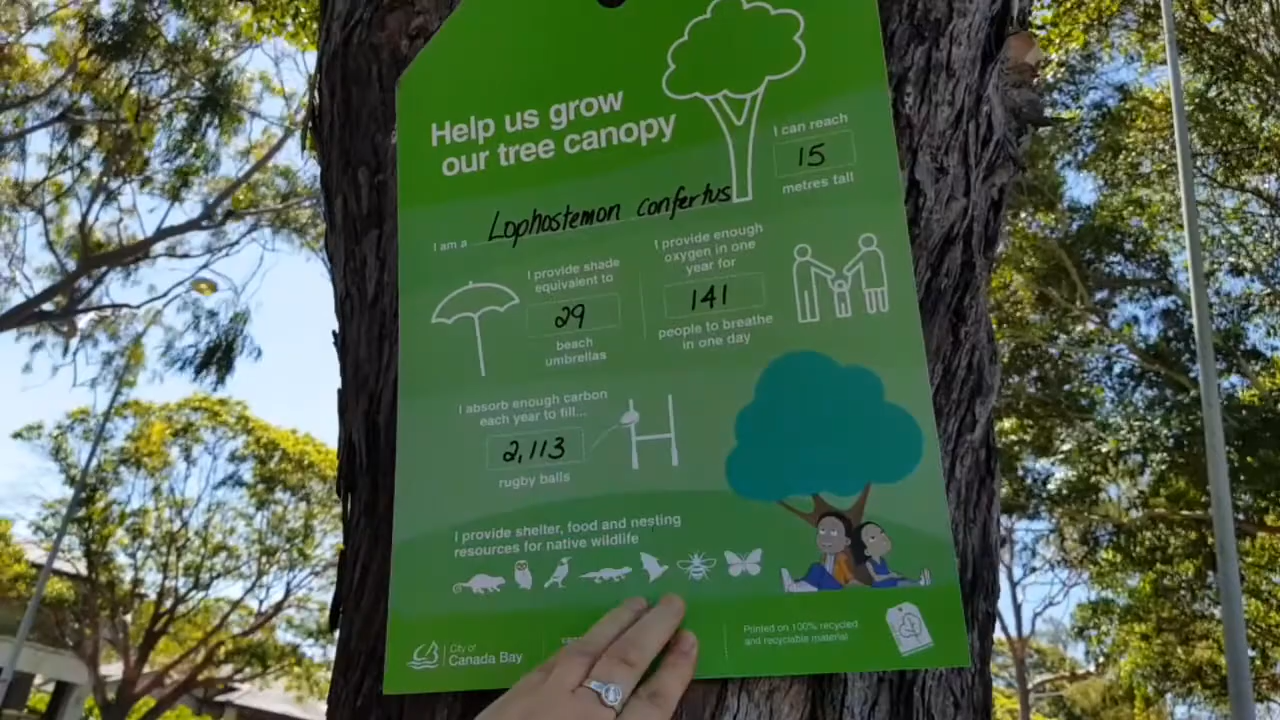 Help us grow
our tree canopy
I can reach
15
metres tall
I am a Lophostemon confertus
I provide shade
equivalent to
29
beach
umbrellas
I provide enough
oxygen in one
year for
141
people to breathe
in one day
I absorb enough carbon
each year to fill...
2,113
rugby balls
I provide shelter, food and nesting
resources for native wildlife
City of
Canada Bay
Printed on 100% recycled
and recyclable material